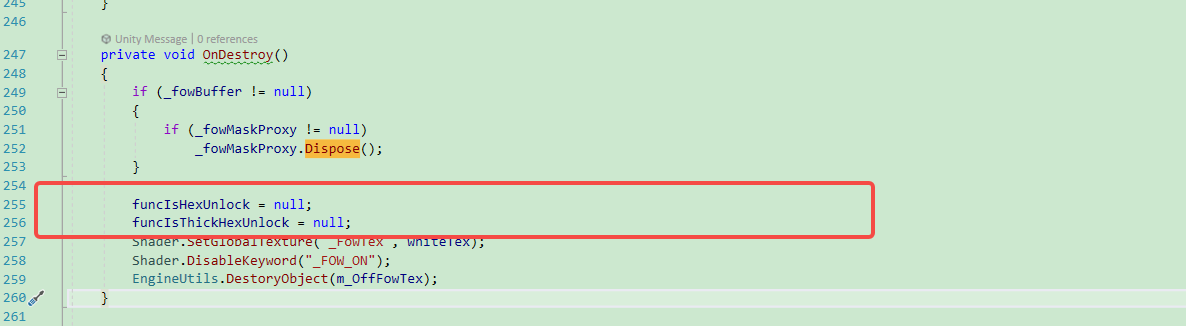 245 }
246
Unity Message | 0 references
247 private void OnDestroy()
248 {
249 if (_fowBuffer != null)
250 {
251 if (_fowMaskProxy != null)
252 _fowMaskProxy.Dispose();
253 }
254
255 funcIsHexUnlock = null;
256 funcIsThickHexUnlock = null;
257 Shader.SetGlobalTexture("_FowTex", whiteTex);
258 Shader.DisableKeyword("_FOW_ON");
259 EngineUtils.DestoryObject(m_OffFowTex);
260 }
261